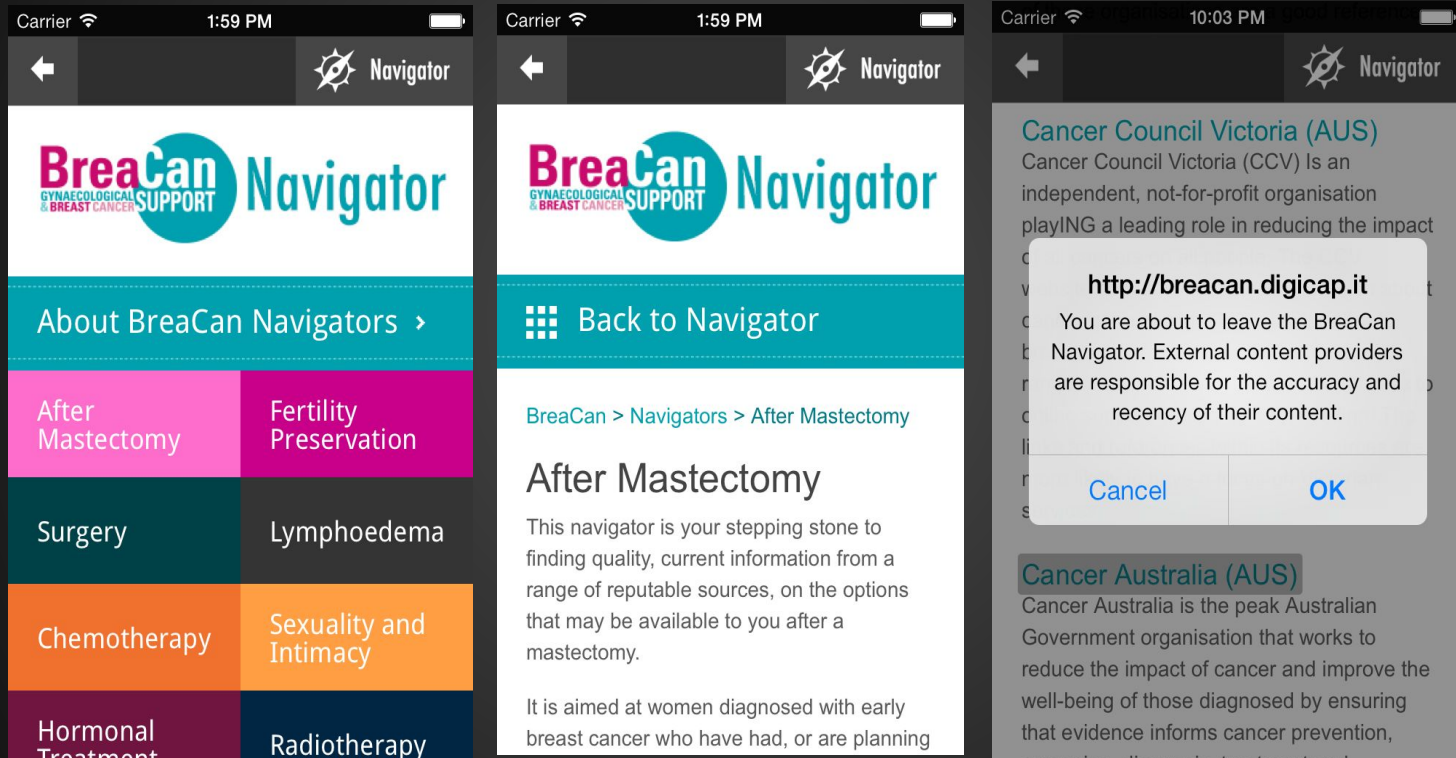 Carrier 1:59 PM
Navigator
BreaCan Navigator
GYNAECOLOGICAL
& BREAST CANCER SUPPORT
About BreaCan Navigators >
After
Mastectomy
Fertility
Preservation
Surgery
Lymphoedema
Chemotherapy
Sexuality and
Intimacy
Hormonal
Treatment
Radiotherapy
Carrier 1:59 PM
Navigator
BreaCan Navigator
GYNAECOLOGICAL
& BREAST CANCER SUPPORT
Back to Navigator
BreaCan > Navigators > After Mastectomy
After Mastectomy
This navigator is your stepping stone to
finding quality, current information from a
range of reputable sources, on the options
that may be available to you after a
mastectomy.
It is aimed at women diagnosed with early
breast cancer who have had, or are planning
Carrier 10:03 PM
Navigator
Cancer Council Victoria (AUS)
Cancer Council Victoria (CCV) Is an
independent, not-for-profit organisation
playING a leading role in reducing the impact
http://breacan.digicap.it
You are about to leave the BreaCan
Navigator. External content providers
are responsible for the accuracy and
recency of their content.
Cancel OK
Cancer Australia (AUS)
Cancer Australia is the peak Australian
Government organisation that works to
reduce the impact of cancer and improve the
well-being of those diagnosed by ensuring
that evidence informs cancer prevention,